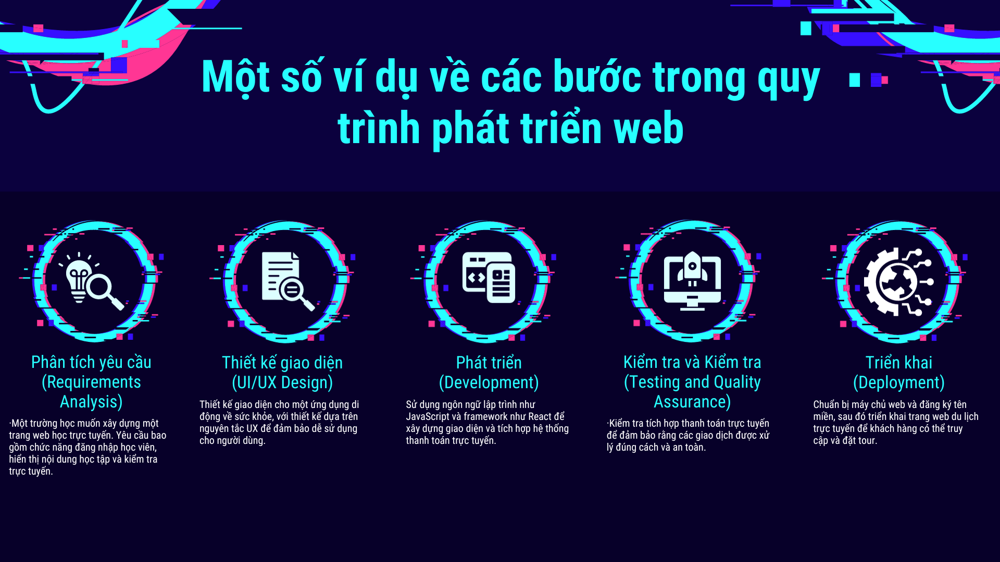 Một số ví dụ về các bước trong quy
trình phát triển web
Phân tích yêu cầu
(Requirements
Analysis)
·Một trường học muốn xây dựng một
trang web học trực tuyến. Yêu cầu bao
gồm chức năng đăng nhập học viên,
hiển thị nội dung học tập và kiểm tra
trực tuyến.
Thiết kế giao diện
(UI/UX Design)
Thiết kế giao diện cho một ứng dụng di
động về sức khỏe, với thiết kế dựa trên
nguyên tắc UX để đảm bảo dễ sử dụng
cho người dùng.
Phát triển
(Development)
Sử dụng ngôn ngữ lập trình như
JavaScript và framework như React để
xây dựng giao diện và tích hợp hệ thống
thanh toán trực tuyến.
Kiểm tra và Kiểm tra
(Testing and Quality
Assurance)
·Kiểm tra tích hợp thanh toán trực tuyến
để đảm bảo rằng các giao dịch được xử
lý đúng cách và an toàn.
Triển khai
(Deployment)
Chuẩn bị máy chủ web và đăng ký tên
miền, sau đó triển khai trang web du lịch
trực tuyến để khách hàng có thể truy
cập và đặt tour.